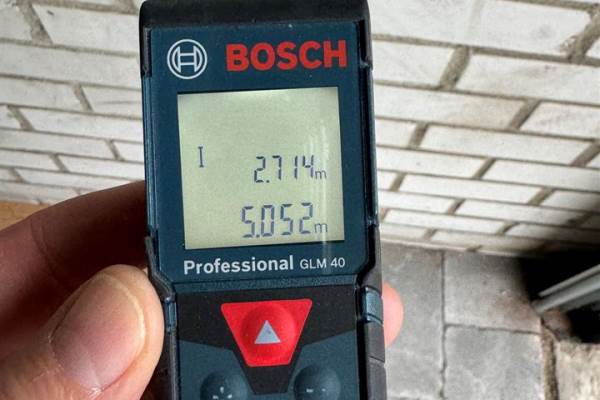 BOSCH
2.714m
5.052m
Professional GLM 40